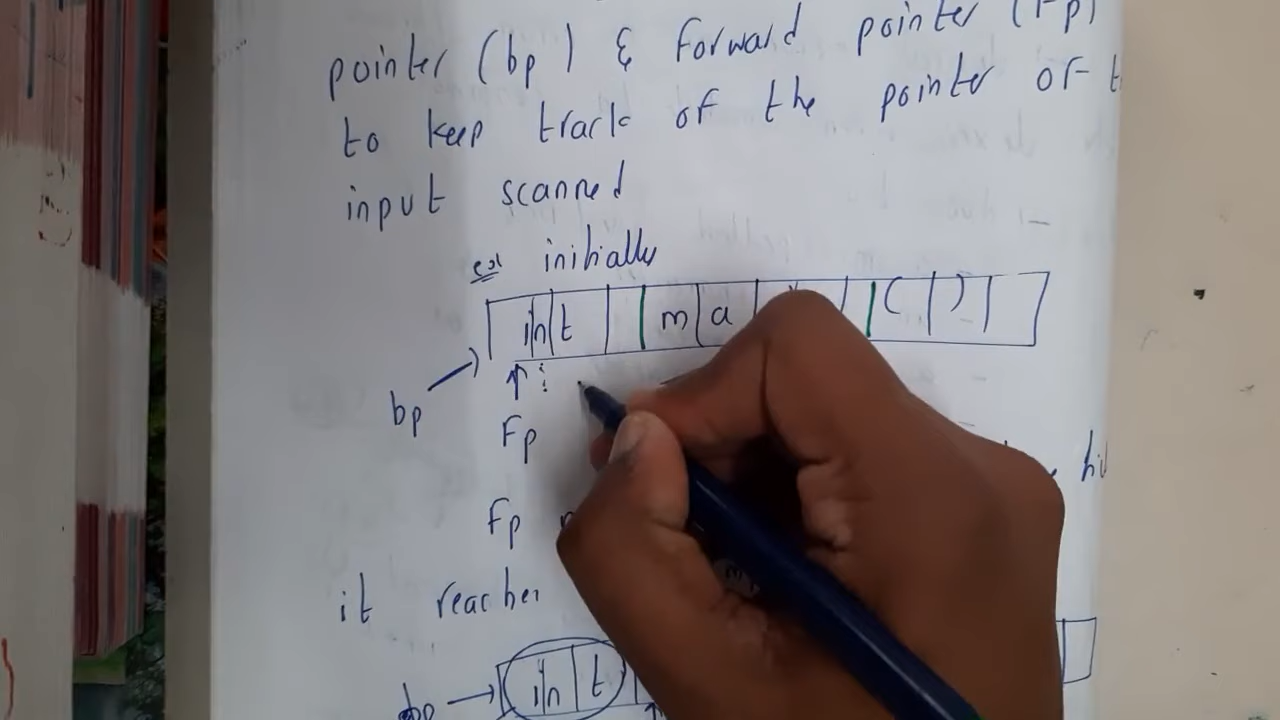 pointer (bp) & forward pointer (Fp)
to keep track of the pointer of
input scanned
initially
int ma ( )
bp
Fp
Fp
it reaches
bp int